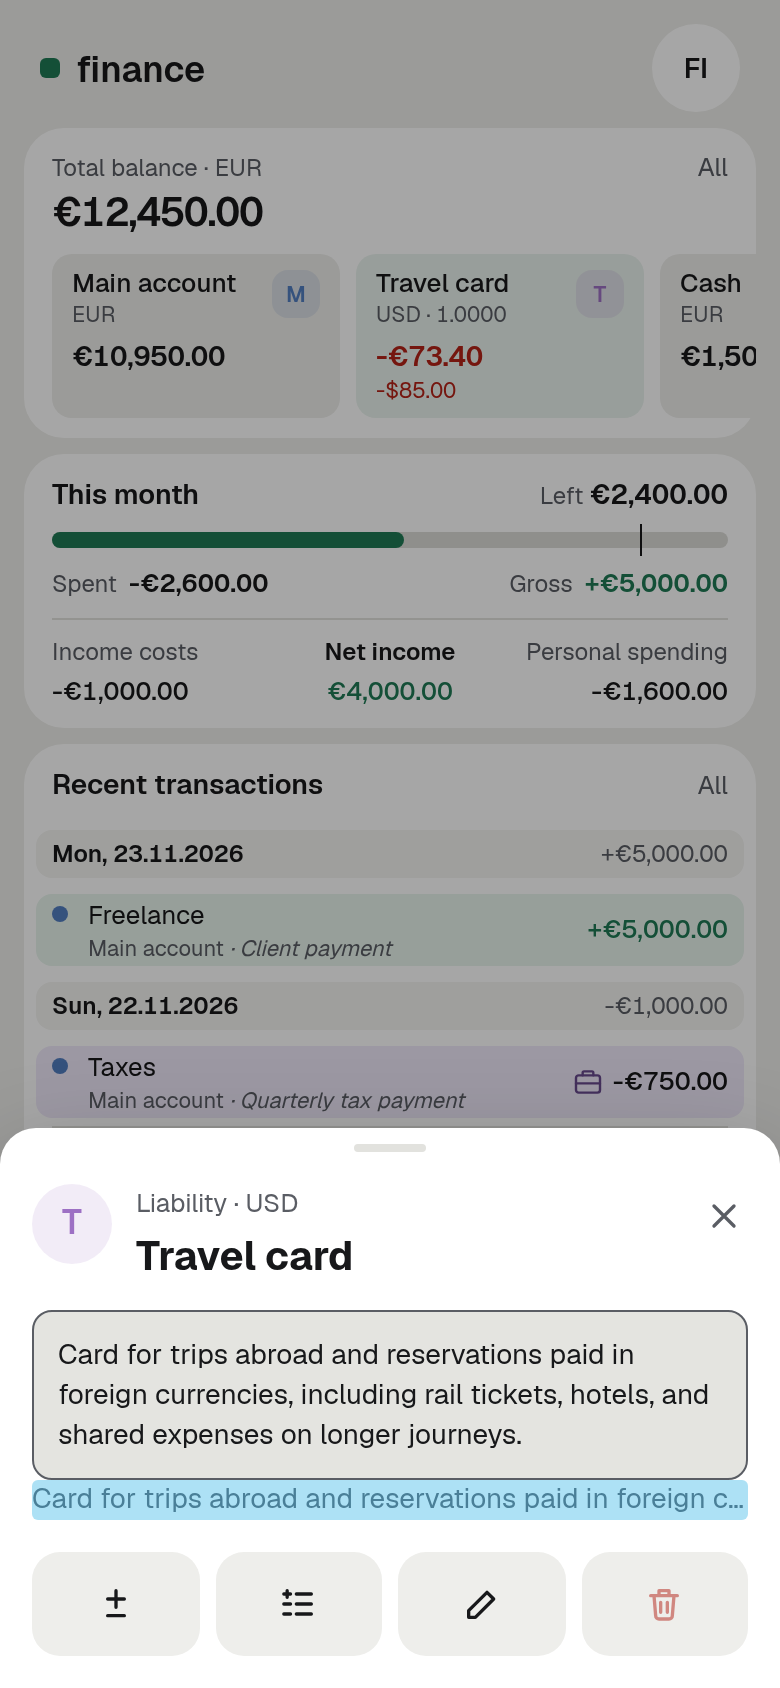 finance
FI
Total balance · EUR
All
€12,450.00
Main account
M
EUR
€10,950.00
Travel card
T
USD · 1.0000
-€73.40
-$85.00
Cash
EUR
€1,50
This month
Left €2,400.00
Spent -€2,600.00
Gross +€5,000.00
Income costs
Net income
Personal spending
-€1,000.00
€4,000.00
-€1,600.00
Recent transactions
All
Mon, 23.11.2026
+€5,000.00
Freelance
Main account · Client payment
+€5,000.00
Sun, 22.11.2026
-€1,000.00
Taxes
Main account · Quarterly tax payment
-€750.00
T
Liability · USD
Travel card
Card for trips abroad and reservations paid in
foreign currencies, including rail tickets, hotels, and
shared expenses on longer journeys.
Card for trips abroad and reservations paid in foreign c...